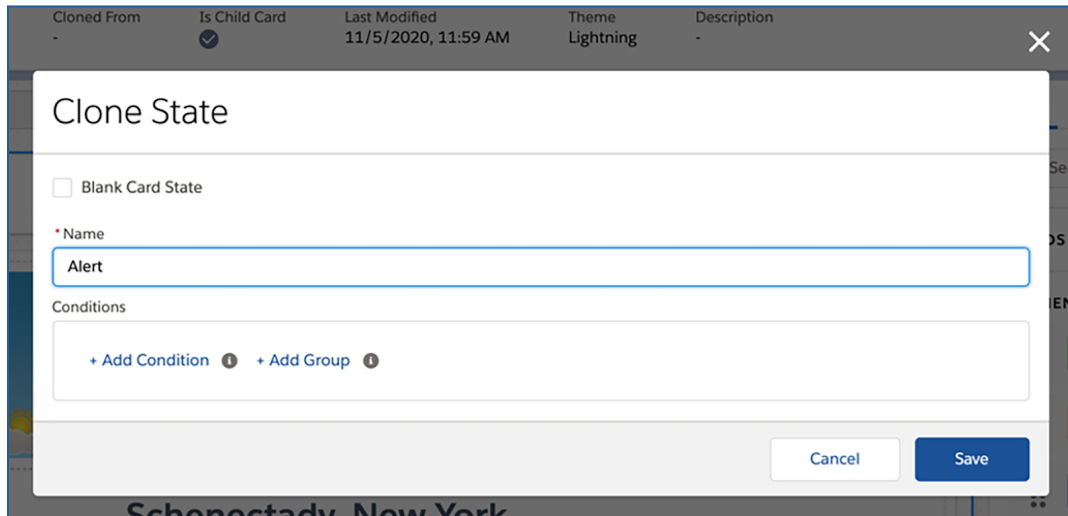 Cloned From Is Child Card Last Modified Theme Description
- 11/5/2020, 11:59 AM Lightning -
Clone State
Blank Card State
*Name
Alert
Conditions
+ Add Condition + Add Group
Cancel Save
Schenectady, New York